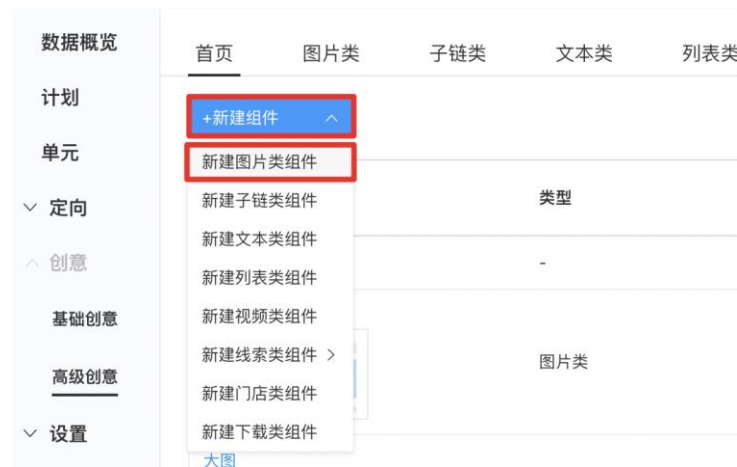 数据概览
计划
单元
定向
创意
基础创意
高级创意
设置
首页 图片类 子链类 文本类 列表类
+新建组件
新建图片类组件
新建子链类组件
新建文本类组件
新建列表类组件
新建视频类组件
新建线索类组件 >
新建门店类组件
新建下载类组件
大图
类型
-
图片类